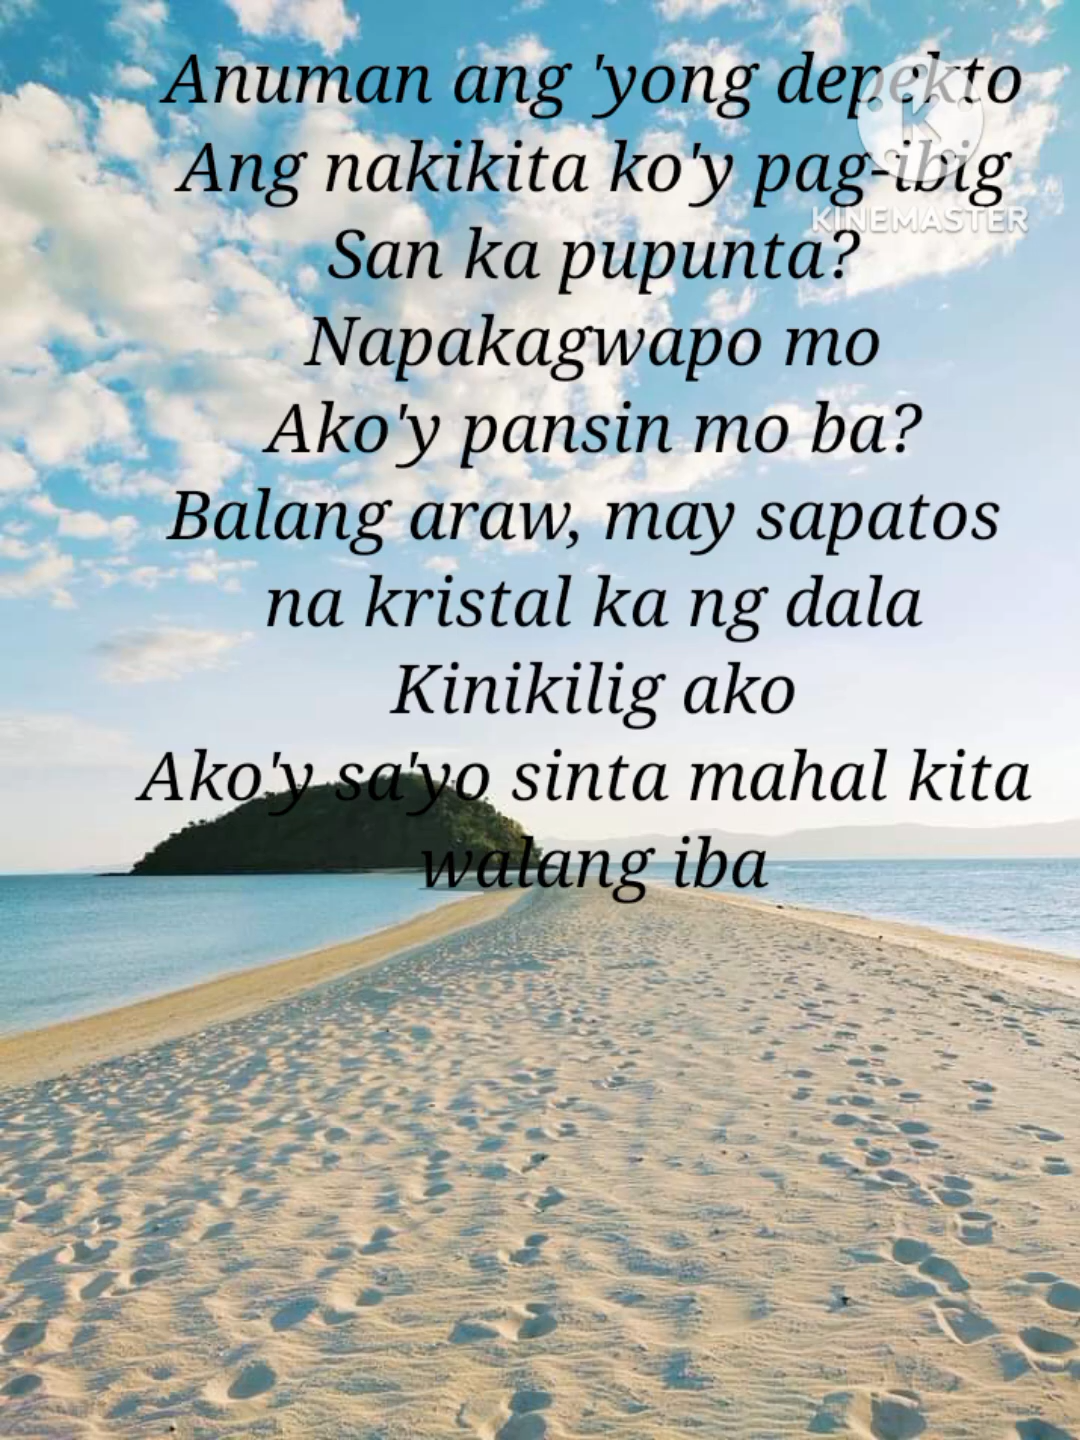 Anuman ang 'yong depekto
Ang nakikita ko'y pag-ibig
San ka pupunta?
Napakagwapo mo
Ako'y pansin mo ba?
Balang araw, may sapatos
na kristal ka ng dala
Kinikilig ako
Ako'y sa'yo sinta mahal kita
walang iba
K
KINEMASTER